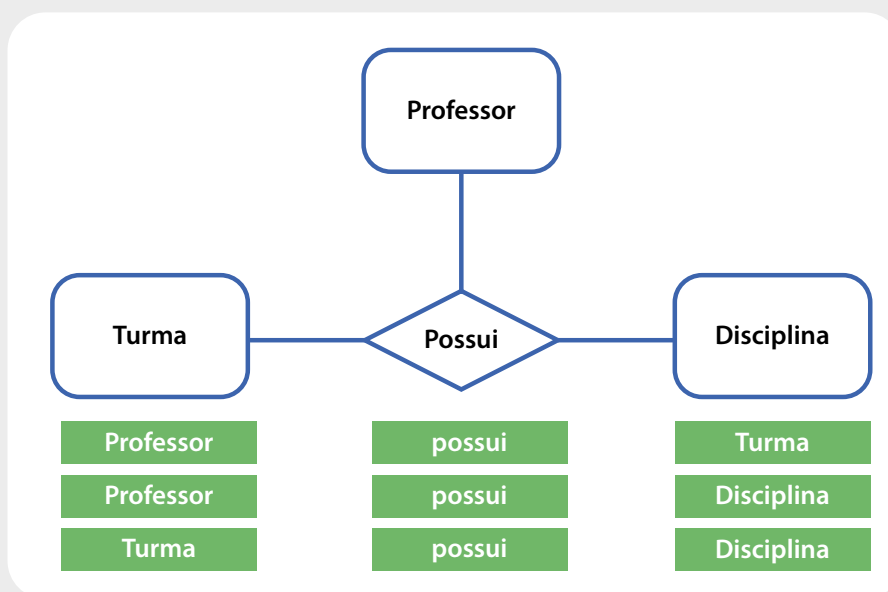 Professor
Turma Possui Disciplina
Professor possui Turma
Professor possui Disciplina
Turma possui Disciplina